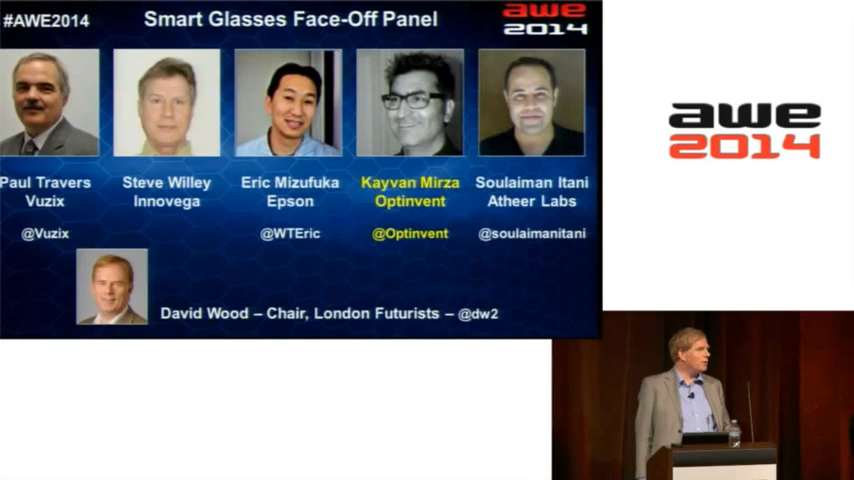 #AWE2014
Smart Glasses Face-Off Panel
awe
2014
Paul Travers
Vuzix
@Vuzix
Steve Willey
Innovega
Eric Mizufuka
Epson
@WTEric
Kayvan Mirza
Optinvent
@Optinvent
Soulaiman Itani
Atheer Labs
@soulaimanitani
David Wood – Chair, London Futurists – @dw2
awe
2014